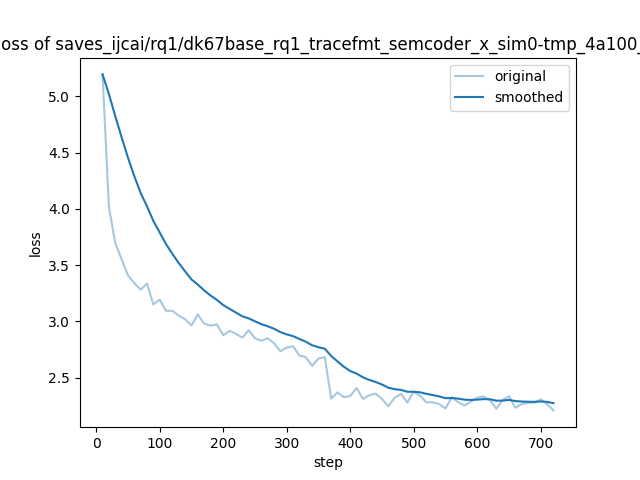 oss of saves_ijcai/rq1/dk67base_rq1_tracefmt_semcoder_x_sim0-tmp_4a100_
original
smoothed
5.0
4.5
4.0
3.5
3.0
2.5
loss
0 100 200 300 400 500 600 700
step